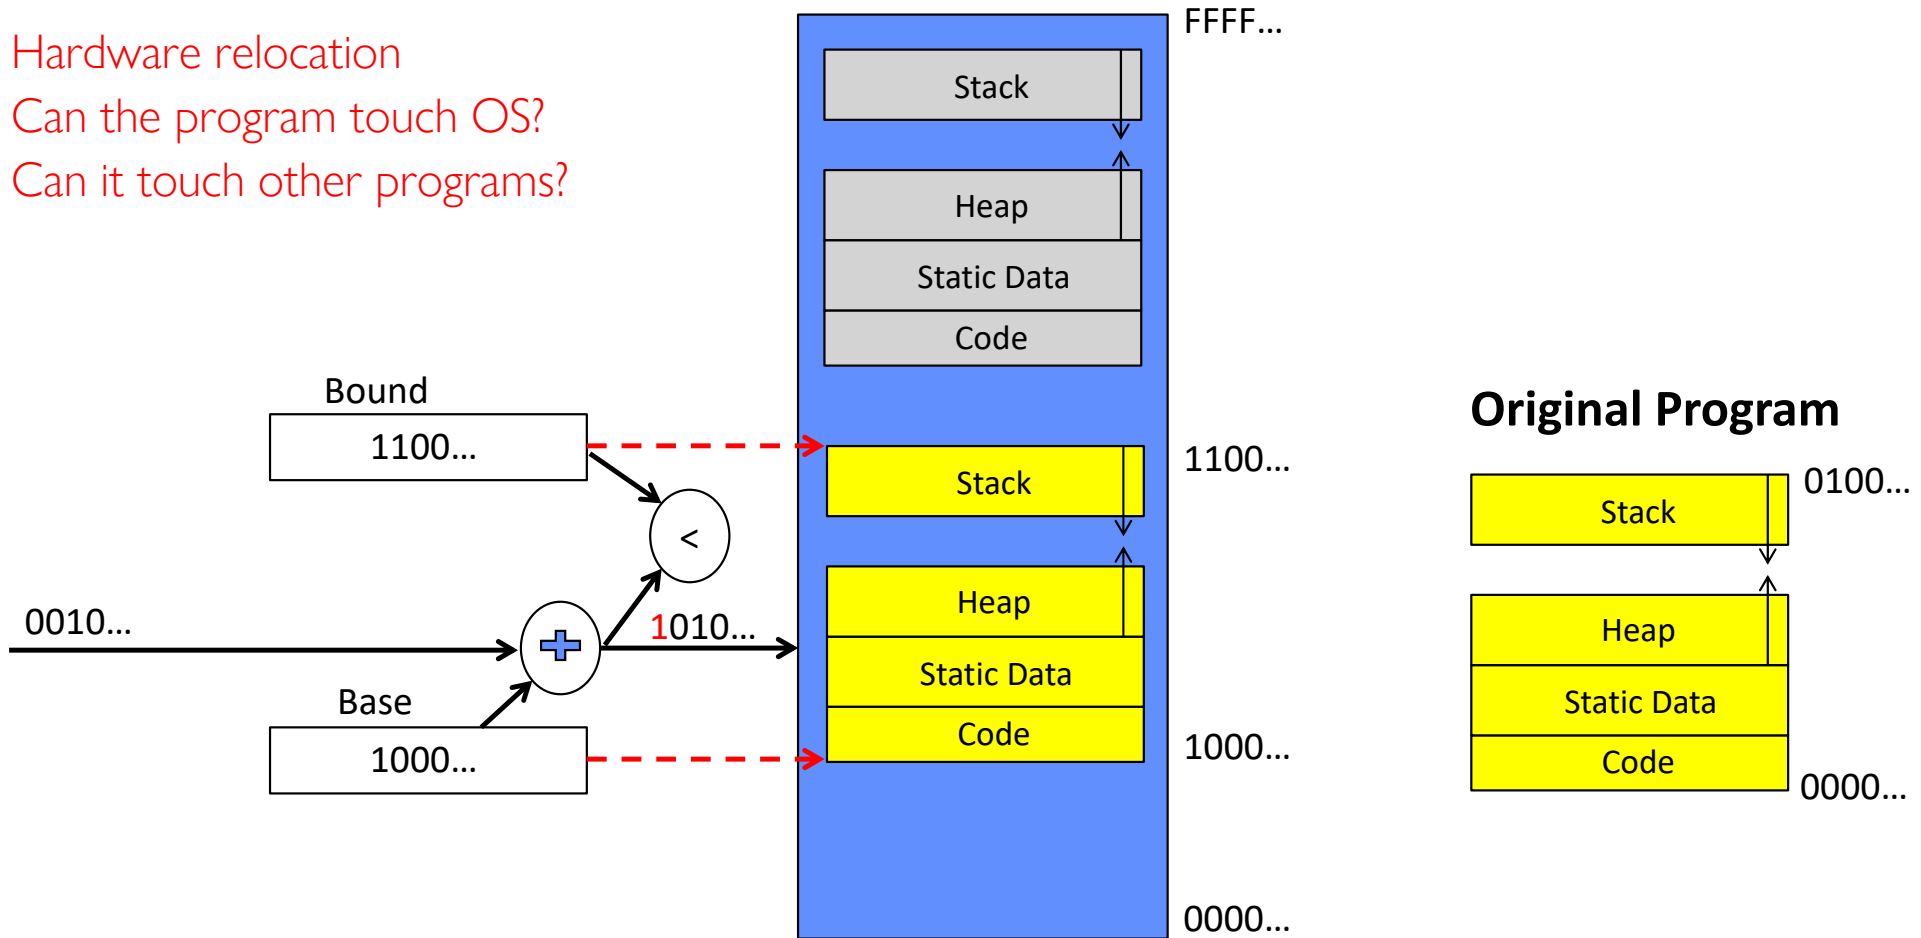 Hardware relocation
Can the program touch OS?
Can it touch other programs?
FFFF...
Stack
Heap
Static Data
Code
Bound
1100...
<
0010...
1010...
Base
1000...
Stack
Heap
Static Data
Code
1100...
1000...
0000...
Original Program
Stack
Heap
Static Data
Code
0100...
0000...